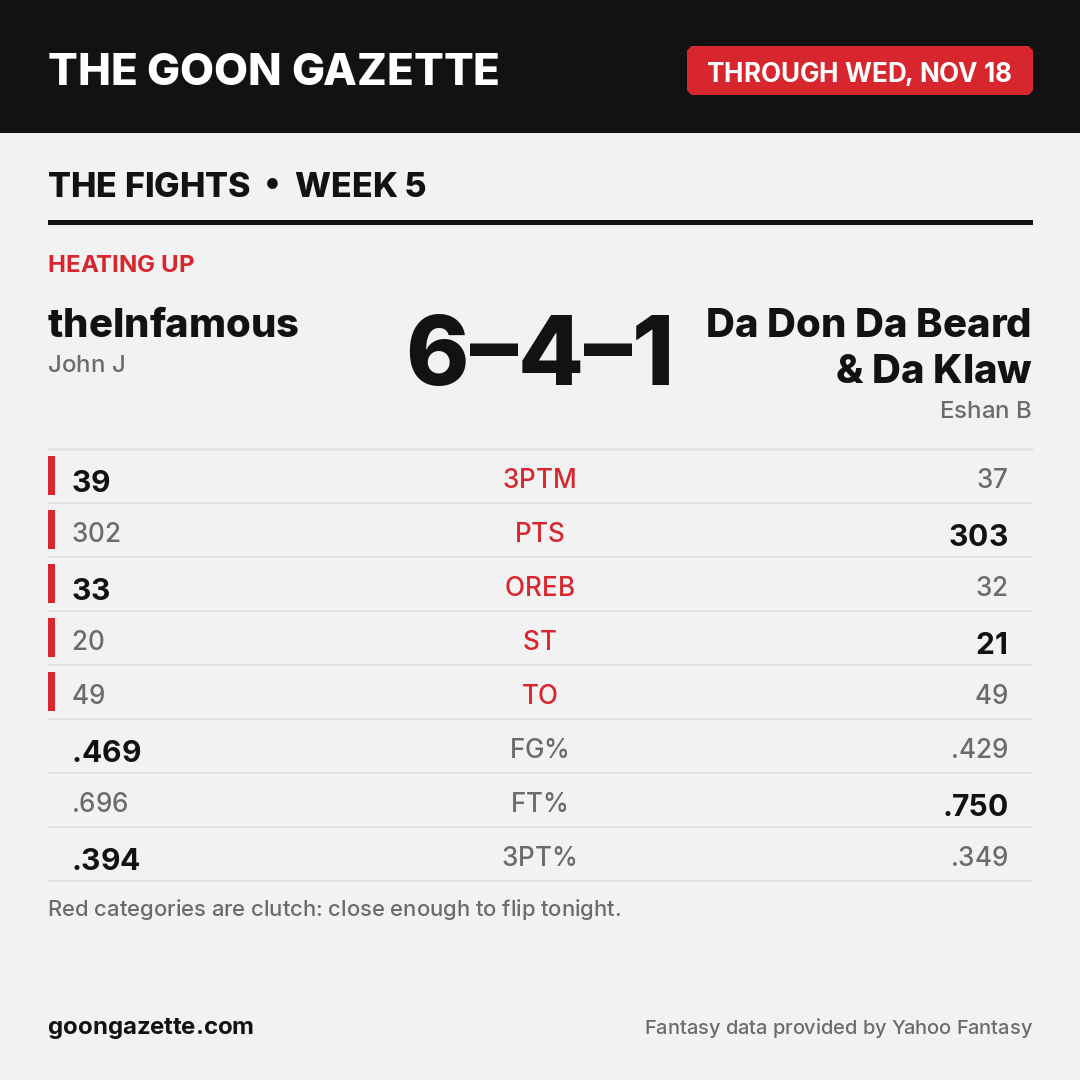 THE GOON GAZETTE
THROUGH WED, NOV 18
THE FIGHTS • WEEK 5
HEATING UP
theInfamous
John J
6–4–1
Da Don Da Beard
& Da Klaw
Eshan B
39 3PTM 37
302 PTS 303
33 OREB 32
20 ST 21
49 TO 49
.469 FG% .429
.696 FT% .750
.394 3PT% .349
Red categories are clutch: close enough to flip tonight.
goongazette.com
Fantasy data provided by Yahoo Fantasy